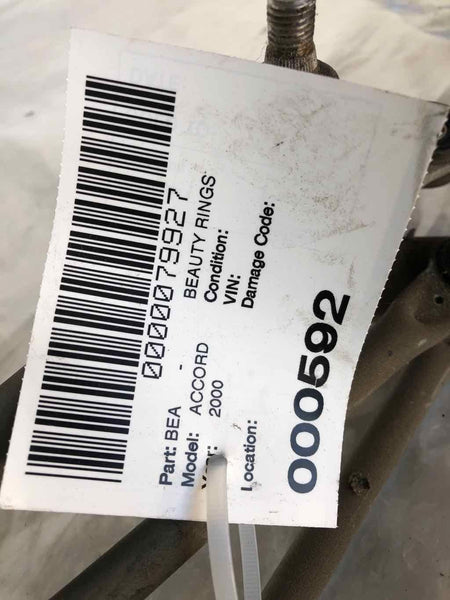 0000079927
Part: BEA - BEAUTY RINGS
Model: ACCORD Condition:
2000 VIN:
Damage Code:
Location:
000592